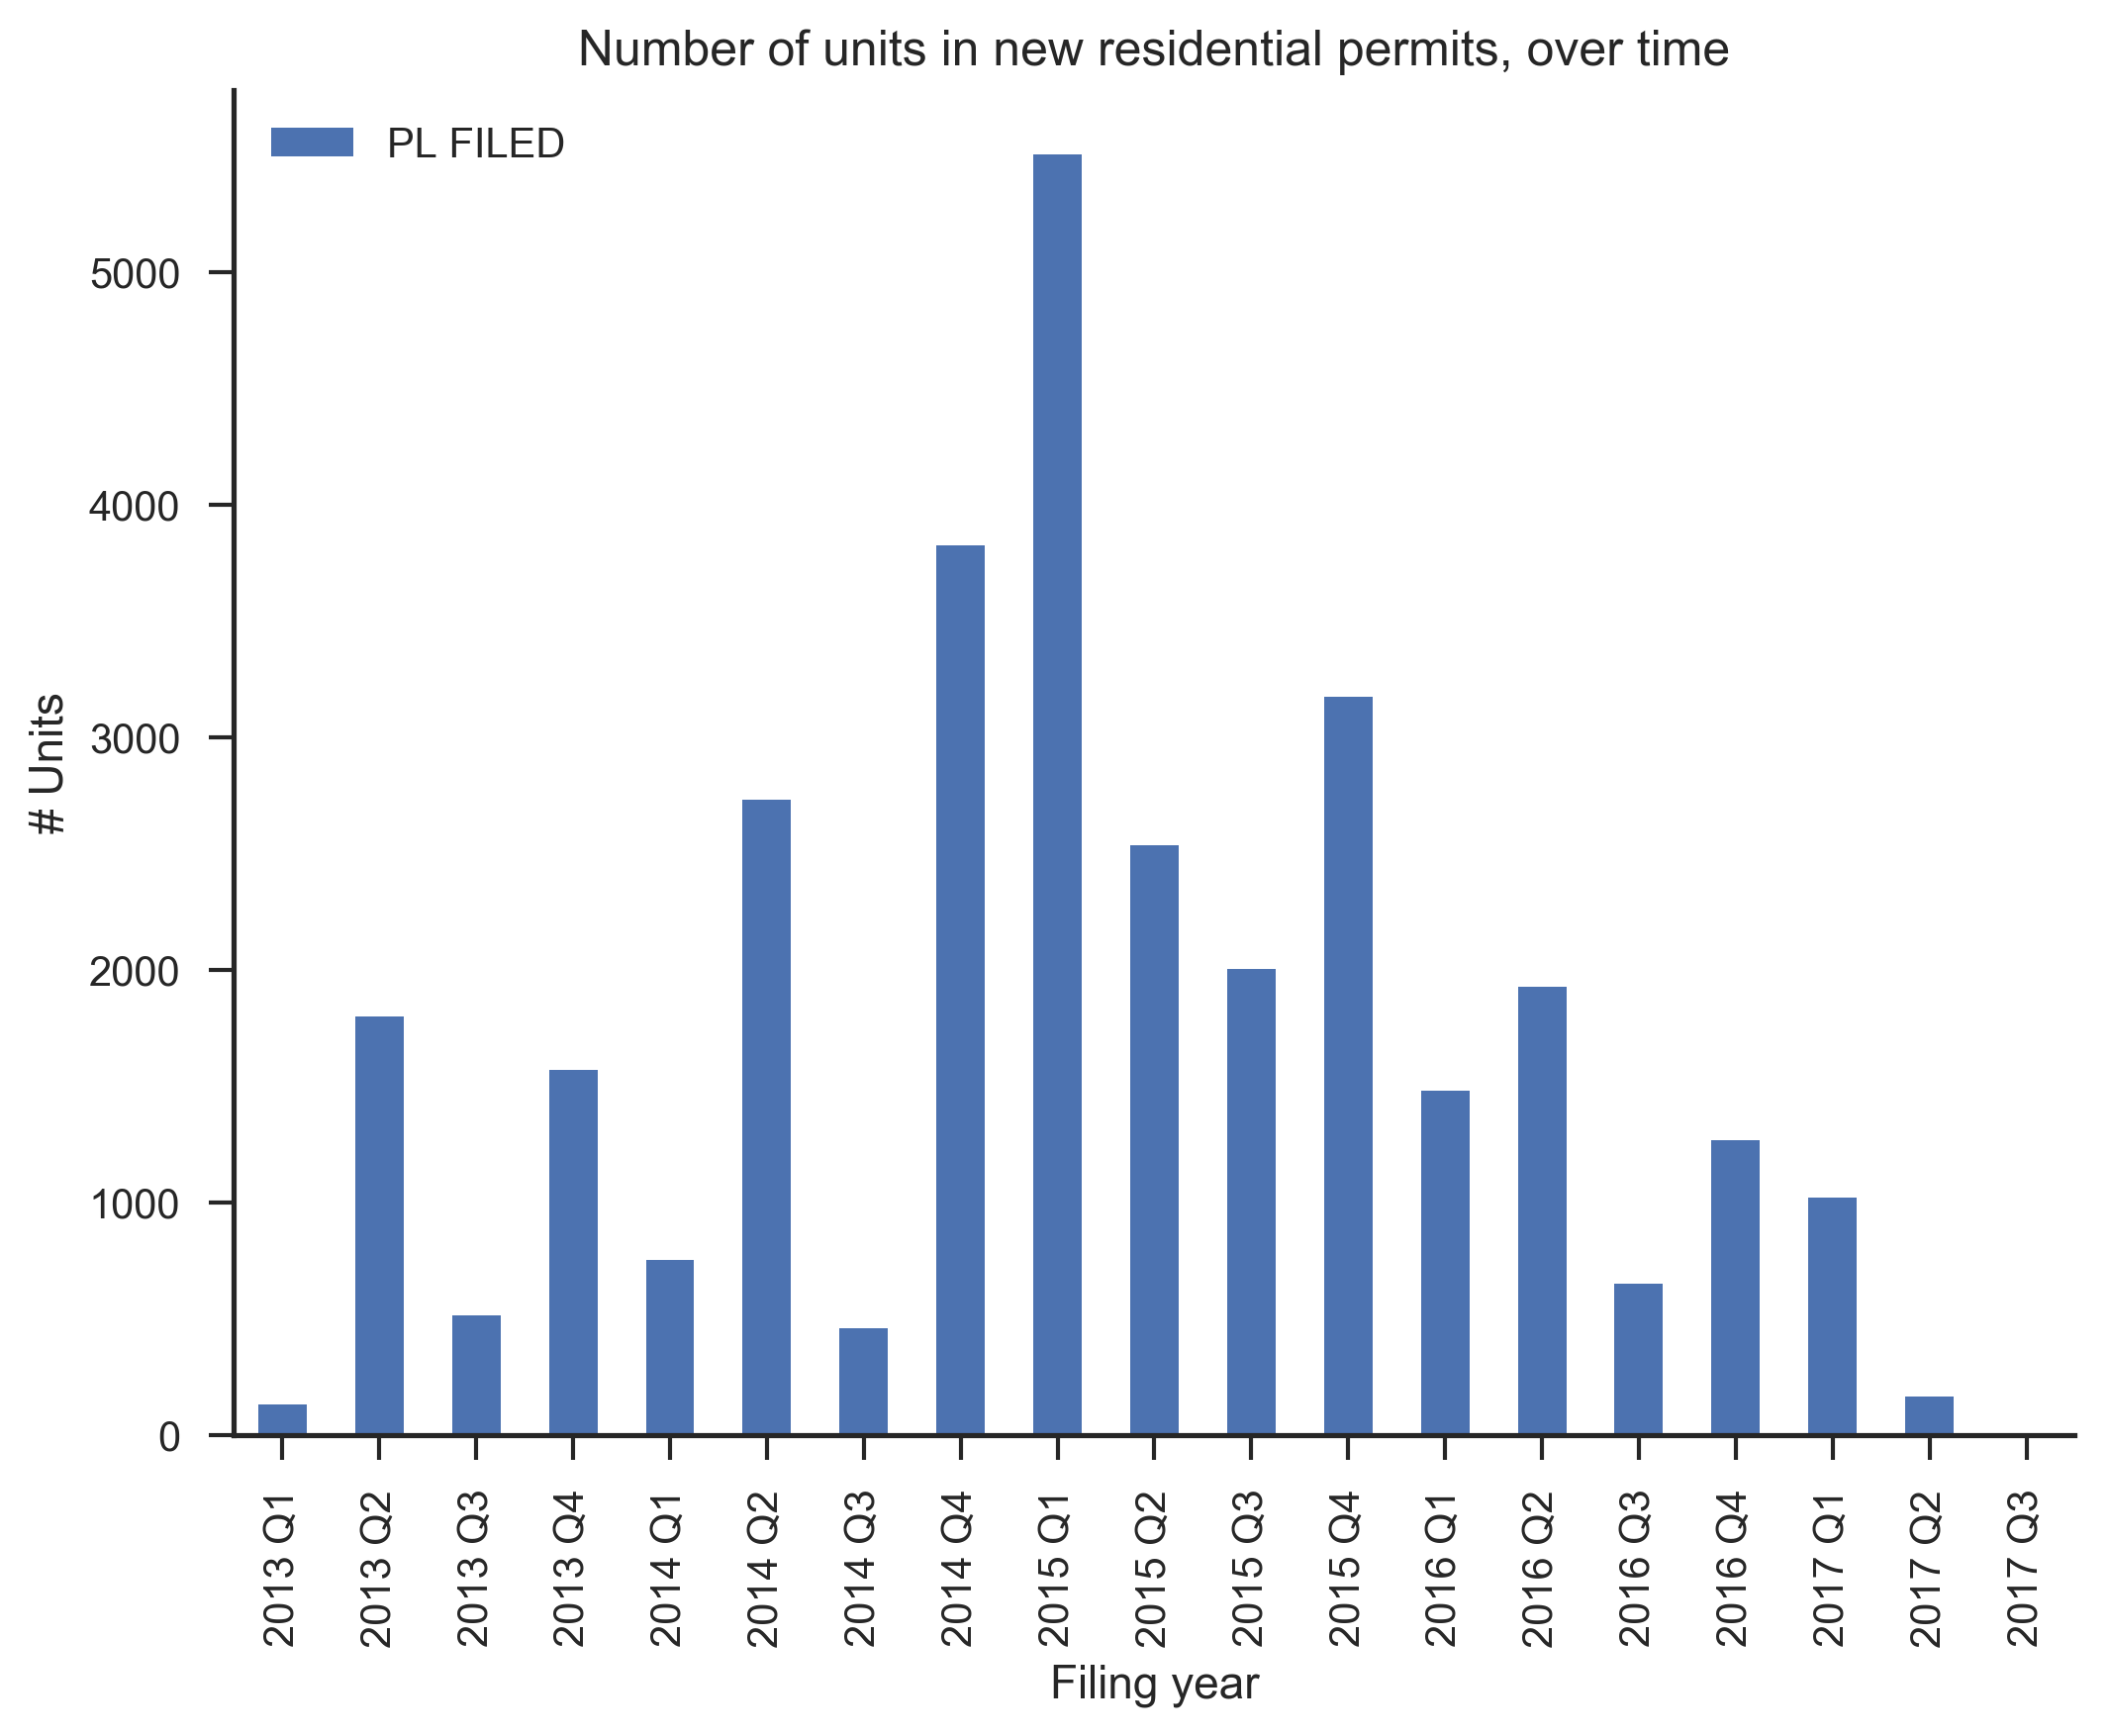 Number of units in new residential permits, over time
PL FILED
5000
4000
3000
2000
1000
0
# Units
2013 Q1
2013 Q2
2013 Q3
2013 Q4
2014 Q1
2014 Q2
2014 Q3
2014 Q4
2015 Q1
2015 Q2
2015 Q3
2015 Q4
2016 Q1
2016 Q2
2016 Q3
2016 Q4
2017 Q1
2017 Q2
2017 Q3
Filing year